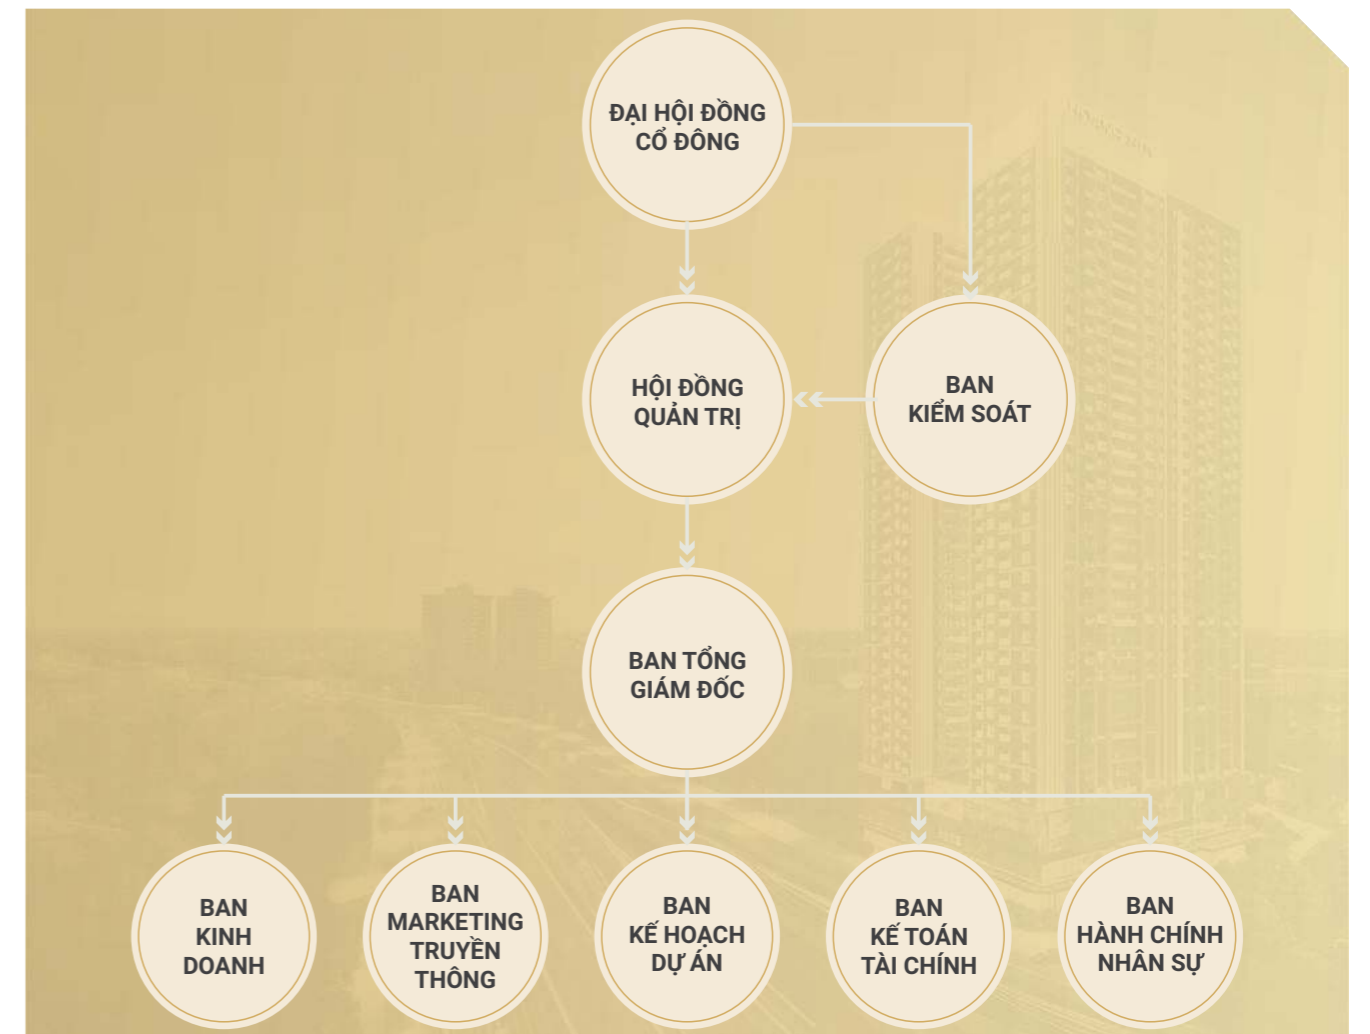 ĐẠI HỘI ĐỒNG
CỔ ĐÔNG
HỘI ĐỒNG
QUẢN TRỊ
BAN
KIỂM SOÁT
BAN TỔNG
GIÁM ĐỐC
BAN
KINH
DOANH
BAN
MARKETING
TRUYỀN
THÔNG
BAN
KẾ HOẠCH
DỰ ÁN
BAN
KẾ TOÁN
TÀI CHÍNH
BAN
HÀNH CHÍNH
NHÂN SỰ